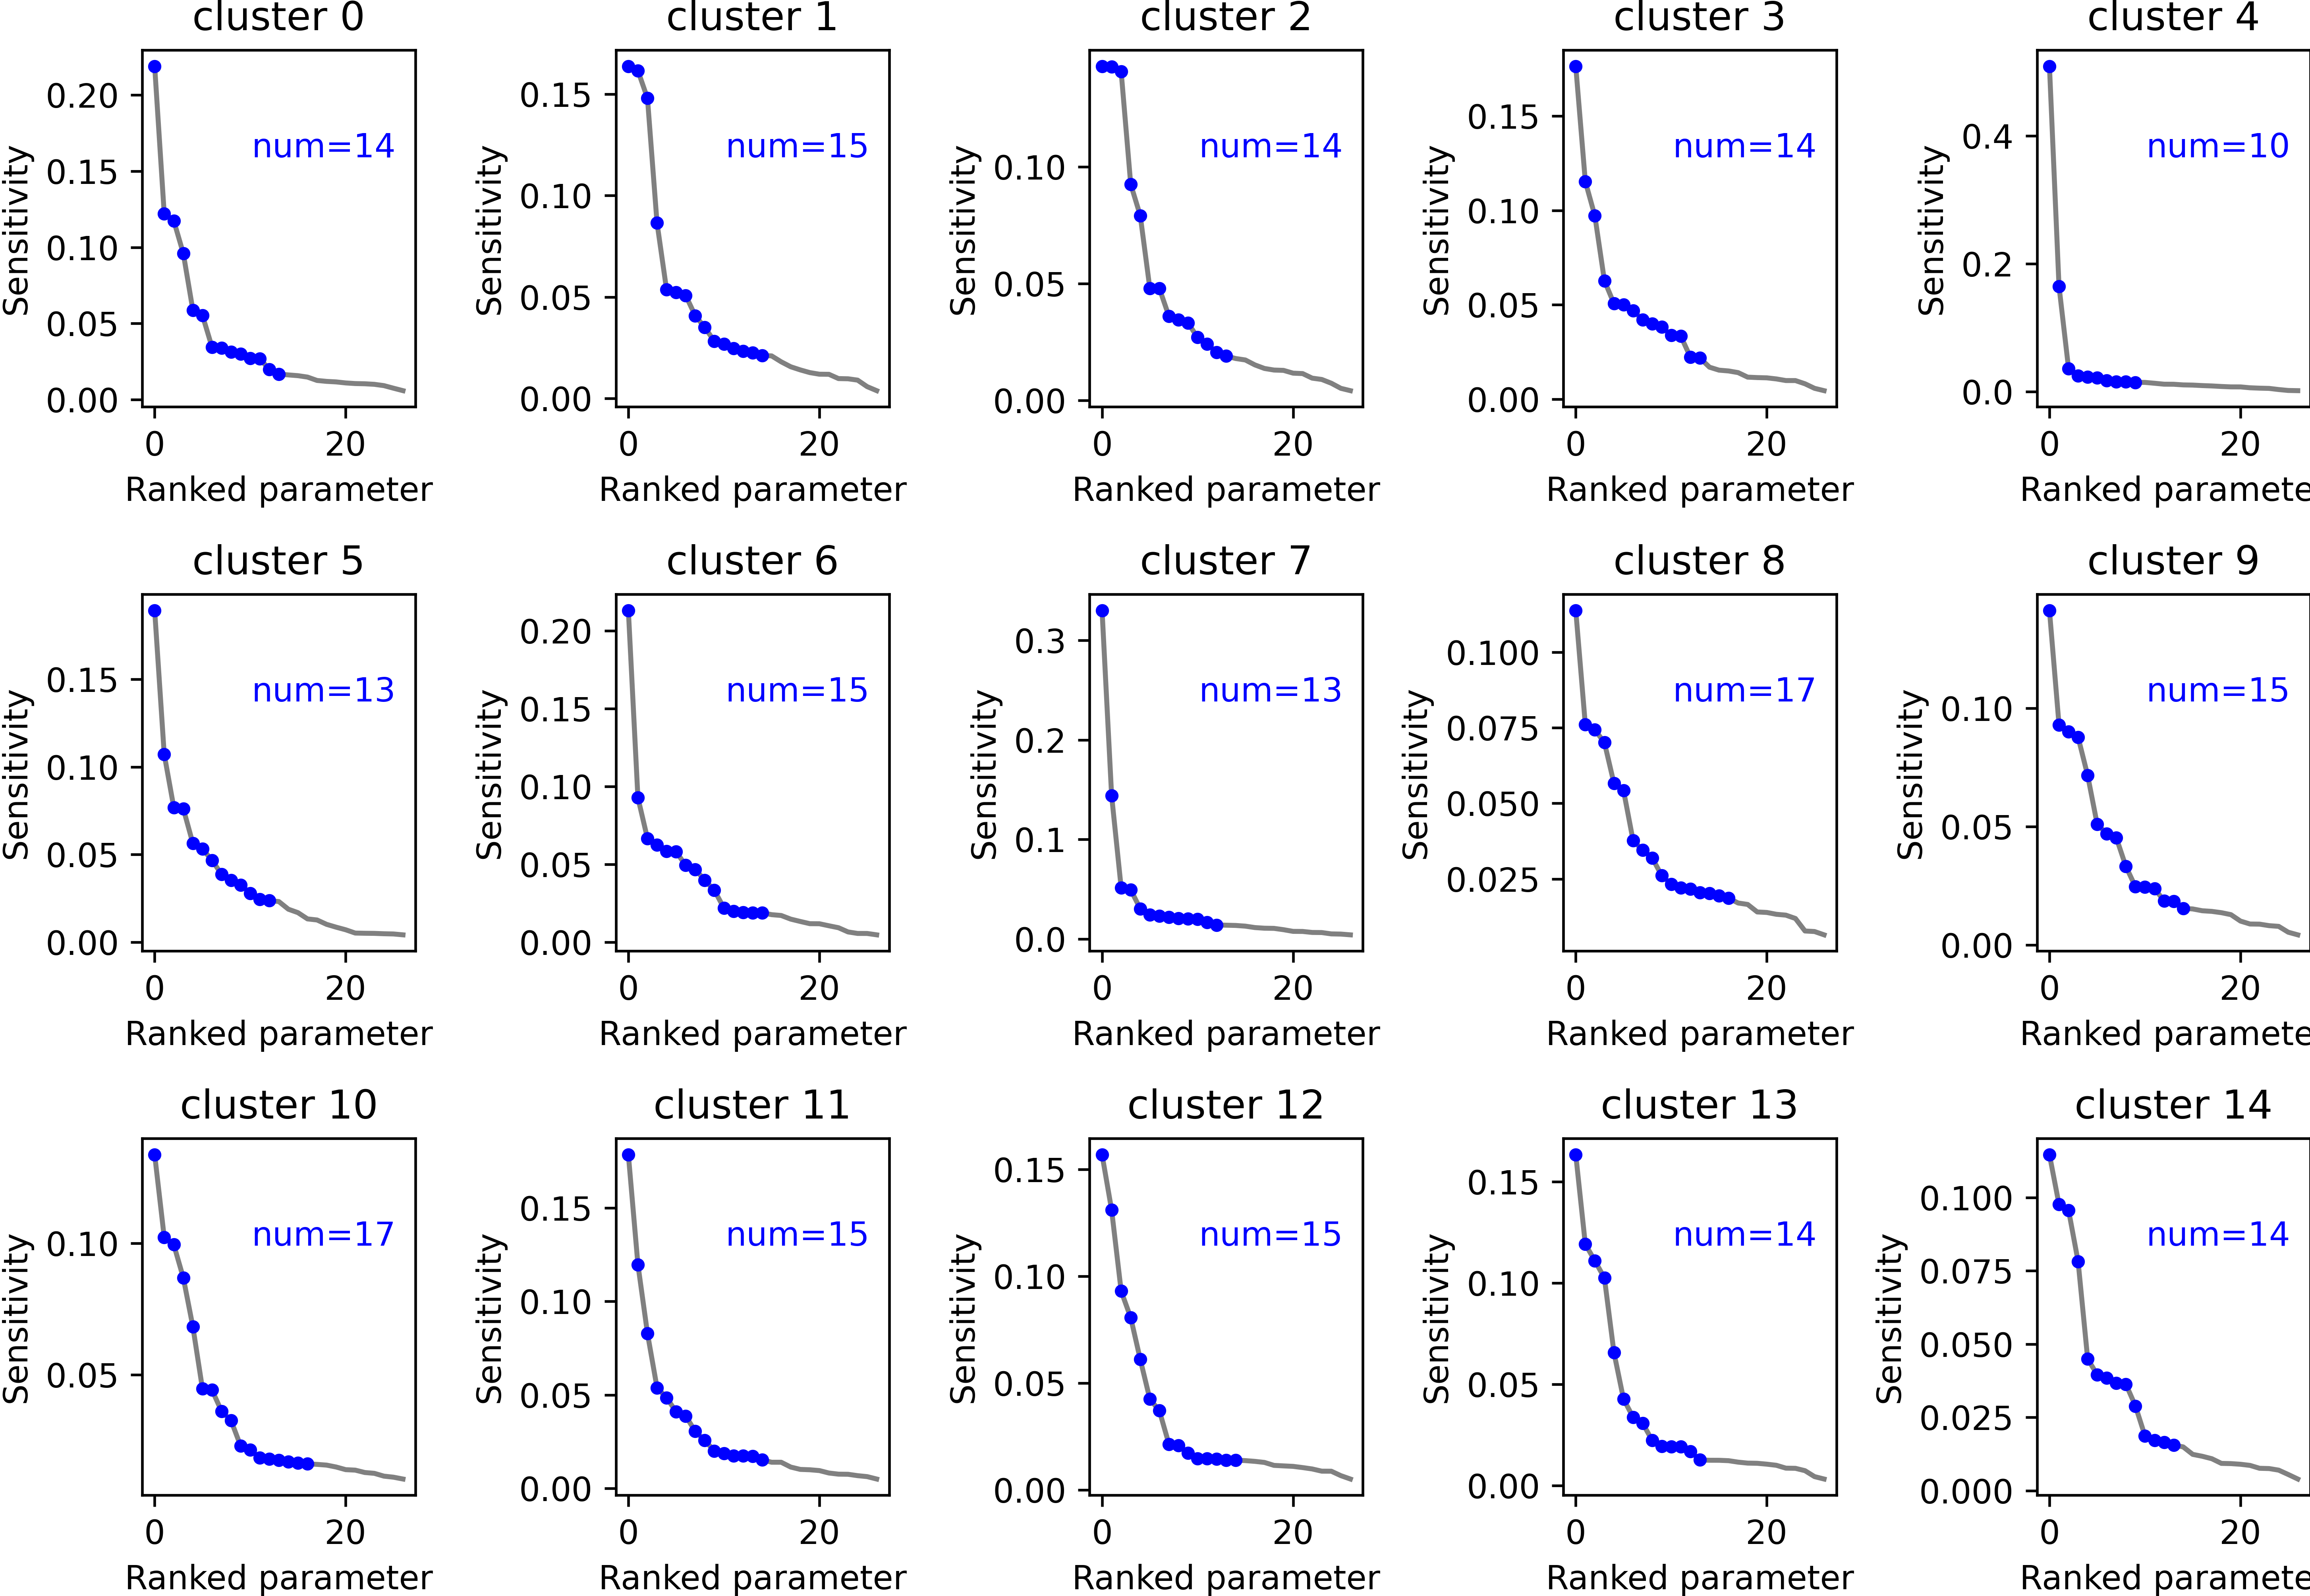 cluster 0
cluster 1
cluster 2
cluster 3
cluster 4
Sensitivity
0.20
0.15
0.10
0.05
0.00
num=14
0
20
Ranked parameter
Sensitivity
0.15
0.10
0.05
0.00
num=15
0
20
Ranked parameter
Sensitivity
0.10
0.05
0.00
num=14
0
20
Ranked parameter
Sensitivity
0.15
0.10
0.05
0.00
num=14
0
20
Ranked parameter
Sensitivity
0.4
0.2
0.0
num=10
0
20
Ranked paramete
cluster 5
cluster 6
cluster 7
cluster 8
cluster 9
Sensitivity
0.15
0.10
0.05
0.00
num=13
0
20
Ranked parameter
Sensitivity
0.20
0.15
0.10
0.05
0.00
num=15
0
20
Ranked parameter
Sensitivity
0.3
0.2
0.1
0.0
num=13
0
20
Ranked parameter
Sensitivity
0.100
0.075
0.050
0.025
num=17
0
20
Ranked parameter
Sensitivity
0.10
0.05
0.00
num=15
0
20
Ranked paramete
cluster 10
cluster 11
cluster 12
cluster 13
cluster 14
Sensitivity
0.10
0.05
num=17
0
20
Ranked parameter
Sensitivity
0.15
0.10
0.05
0.00
num=15
0
20
Ranked parameter
Sensitivity
0.15
0.10
0.05
0.00
num=15
0
20
Ranked parameter
Sensitivity
0.15
0.10
0.05
0.00
num=14
0
20
Ranked parameter
Sensitivity
0.100
0.075
0.050
0.025
0.000
num=14
0
20
Ranked paramete